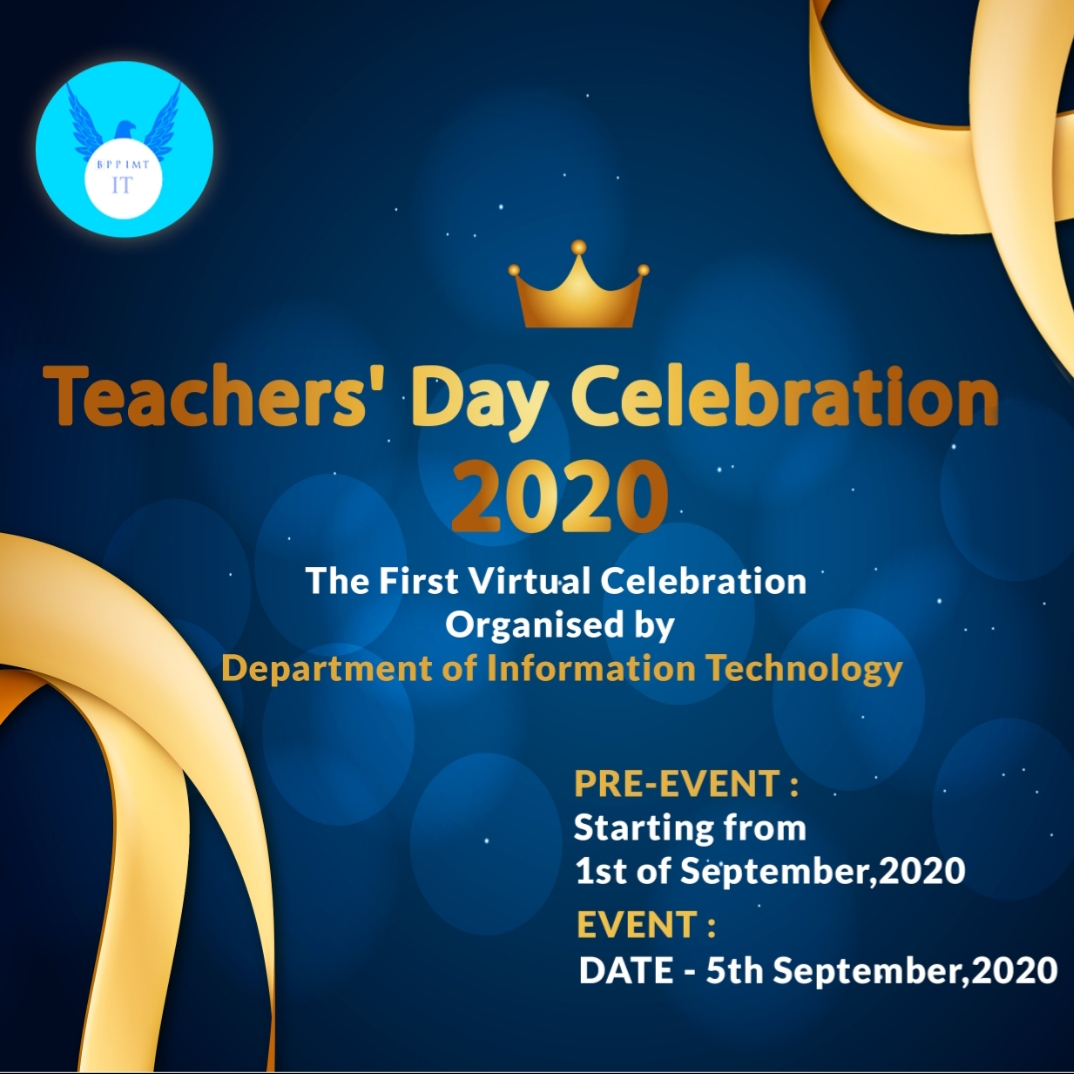 BPPIMT
IT
Teachers' Day Celebration
2020
The First Virtual Celebration
Organised by
Department of Information Technology
PRE-EVENT :
Starting from
1st of September,2020
EVENT :
DATE - 5th September,2020